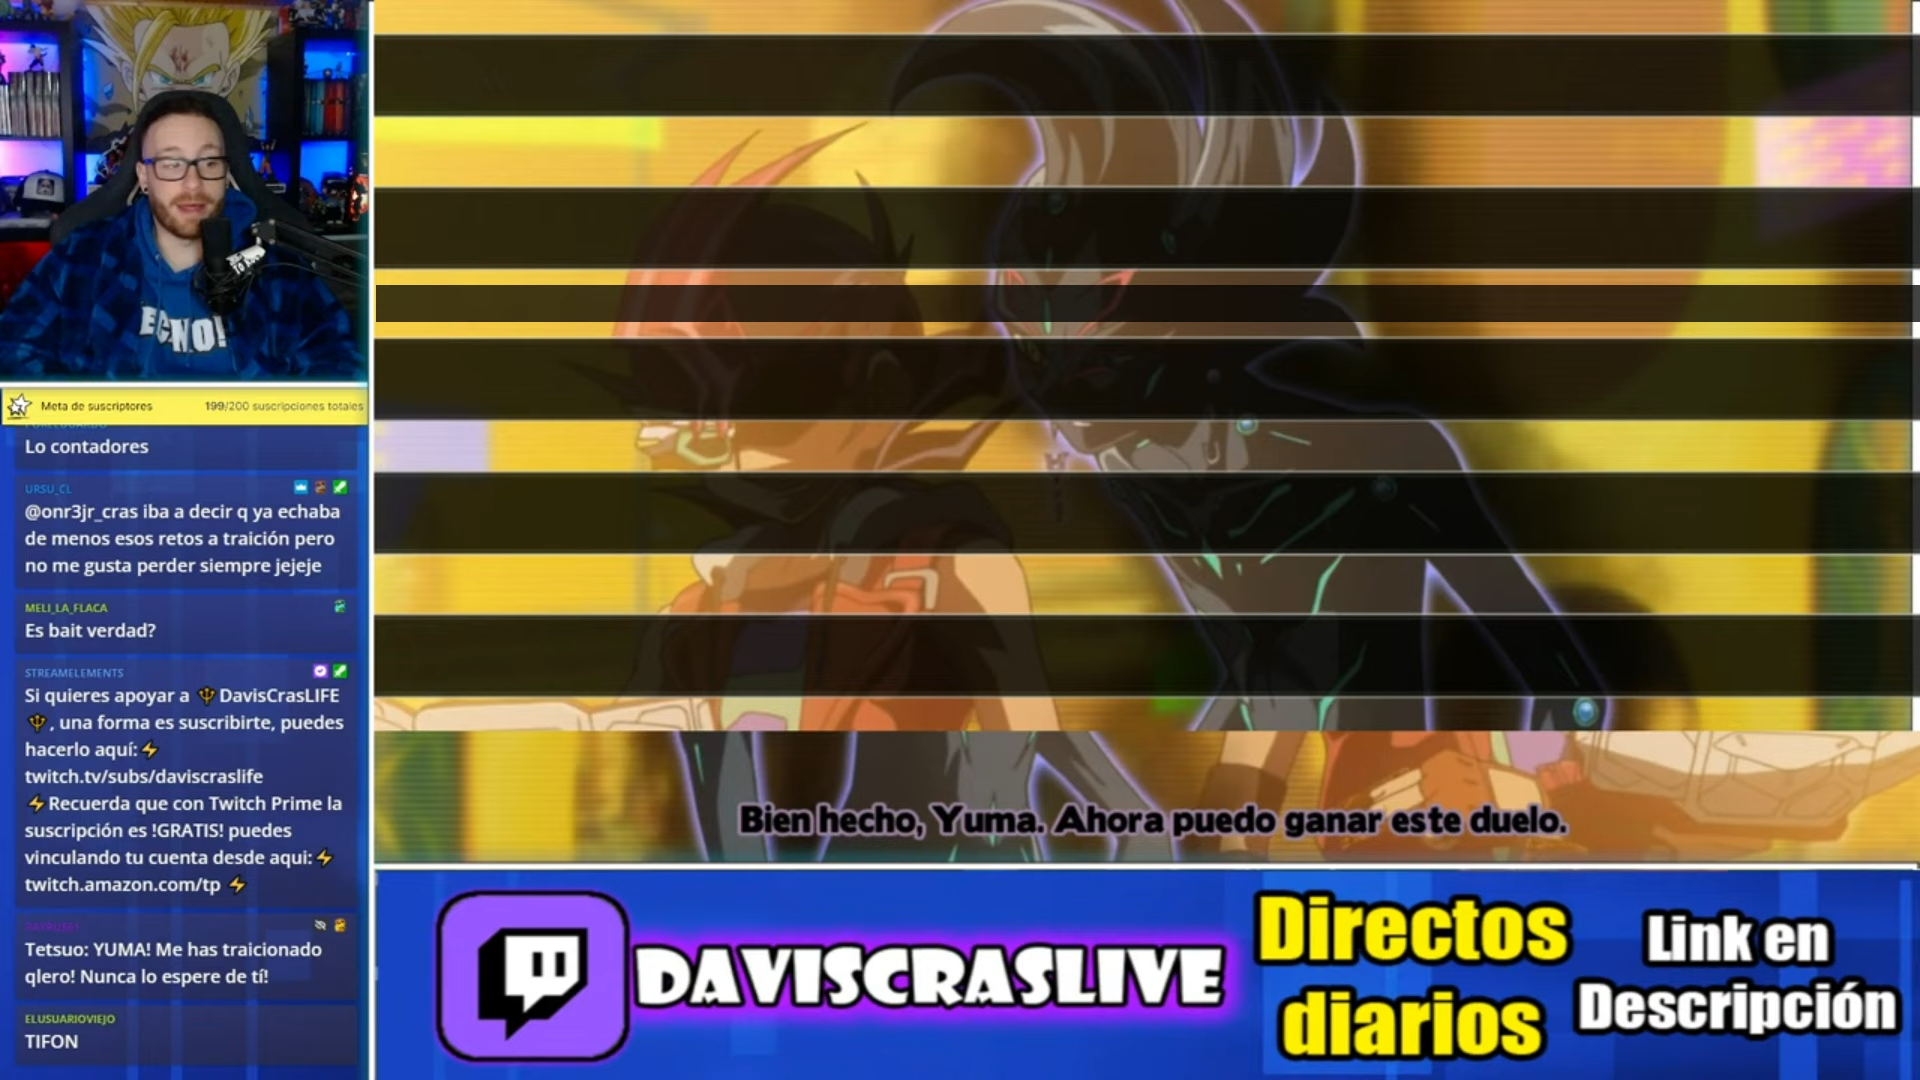 ECNO!
Meta de suscriptores
199/200 suscripciones totales
Lo contadores
URSU_CL
@onr3jr_cras iba a decir q ya echaba
de menos esos retos a traición pero
no me gusta perder siempre jejeje
MELI_LA_FLACA
Es bait verdad?
STREAMELEMENTS
Si quieres apoyar a DavisCrasLIFE
, una forma es suscribirte, puedes
hacerlo aquí:
twitch.tv/subs/daviscraslife
Recuerda que con Twitch Prime la
suscripción es !GRATIS! puedes
vinculando tu cuenta desde aqui:
twitch.amazon.com/tp
Tetsuo: YUMA! Me has traicionado
qlero! Nunca lo espere de tí!
ELUSUARIOVIEJO
TIFON
Bien hecho, Yuma. Ahora puedo ganar este duelo.
DAVISCRASLIVE
Directos
diarios
Link en
Descripción